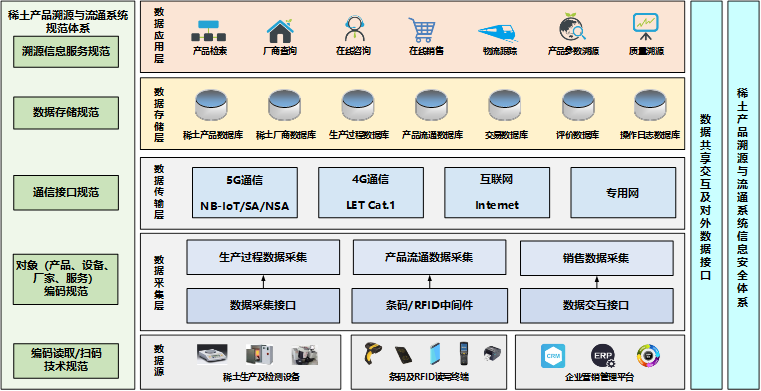 稀土产品溯源与流通系统
规范体系
溯源信息服务规范
数据存储规范
通信接口规范
对象（产品、设备、
厂家、服务）
编码规范
编码读取/扫码
技术规范
数据应用层
产品检索
厂商查询
在线咨询
在线销售
物流跟踪
产品参数溯源
质量溯源
数据存储层
稀土产品数据库
稀土厂商数据库
生产过程数据库
产品流通数据库
交易数据库
评价数据库
操作日志数据库
数据传输层
5G通信
NB-IoT/SA/NSA
4G通信
LET Cat.1
互联网
Internet
专用网
数据采集层
生产过程数据采集
产品流通数据采集
销售数据采集
数据采集接口
条码/RFID中间件
数据交互接口
数据源
稀土生产及检测设备
条码及RFID读写终端
CRM
ERP
企业营销管理平台
数据共享交互及对外数据接口
稀土产品溯源与流通系统信息安全体系